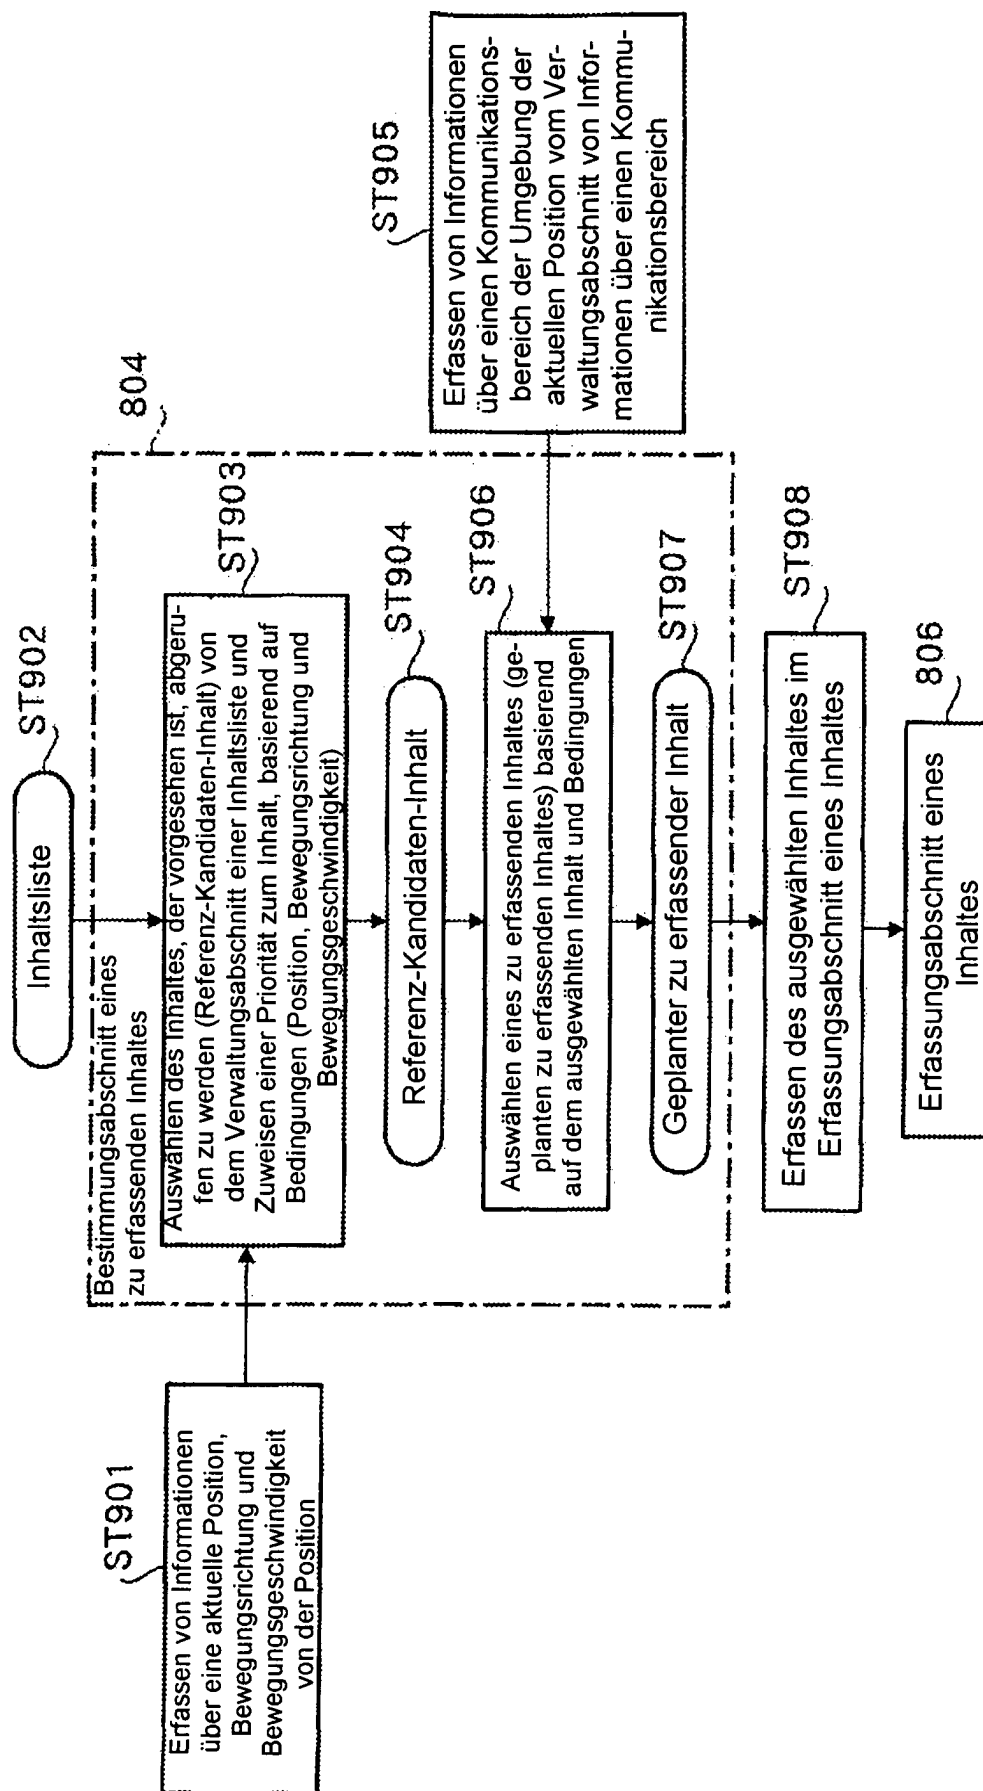 ST901
Erfassen von Informationen
über eine aktuelle Position,
Bewegungsrichtung und
Bewegungsgeschwindigkeit
von der Position
Inhaltsliste
ST902
804
Bestimmungsabschnitt eines
zu erfassenden Inhaltes
ST903
Auswählen des Inhaltes, der vorgesehen ist, abgeru-
fen zu werden (Referenz-Kandidaten-Inhalt) von
dem Verwaltungsabschnitt einer Inhaltsliste und
Zuweisen einer Priorität zum Inhalt, basierend auf
Bedingungen (Position, Bewegungsrichtung und
Bewegungsgeschwindigkeit)
ST904
Referenz-Kandidaten-Inhalt
ST905
Erfassen von Informationen
über einen Kommunikations-
bereich der Umgebung der
aktuellen Position vom Ver-
waltungsabschnitt von Infor-
mationen über einen Kommu-
nikationsbereich
ST906
Auswählen eines zu erfassenden Inhaltes (ge-
planten zu erfassenden Inhaltes) basierend
auf dem ausgewählten Inhalt und Bedingungen
ST907
Geplanter zu erfassender Inhalt
ST908
Erfassen des ausgewählten Inhaltes im
Erfassungsabschnitt eines Inhaltes
806
Erfassungsabschnitt eines
Inhaltes